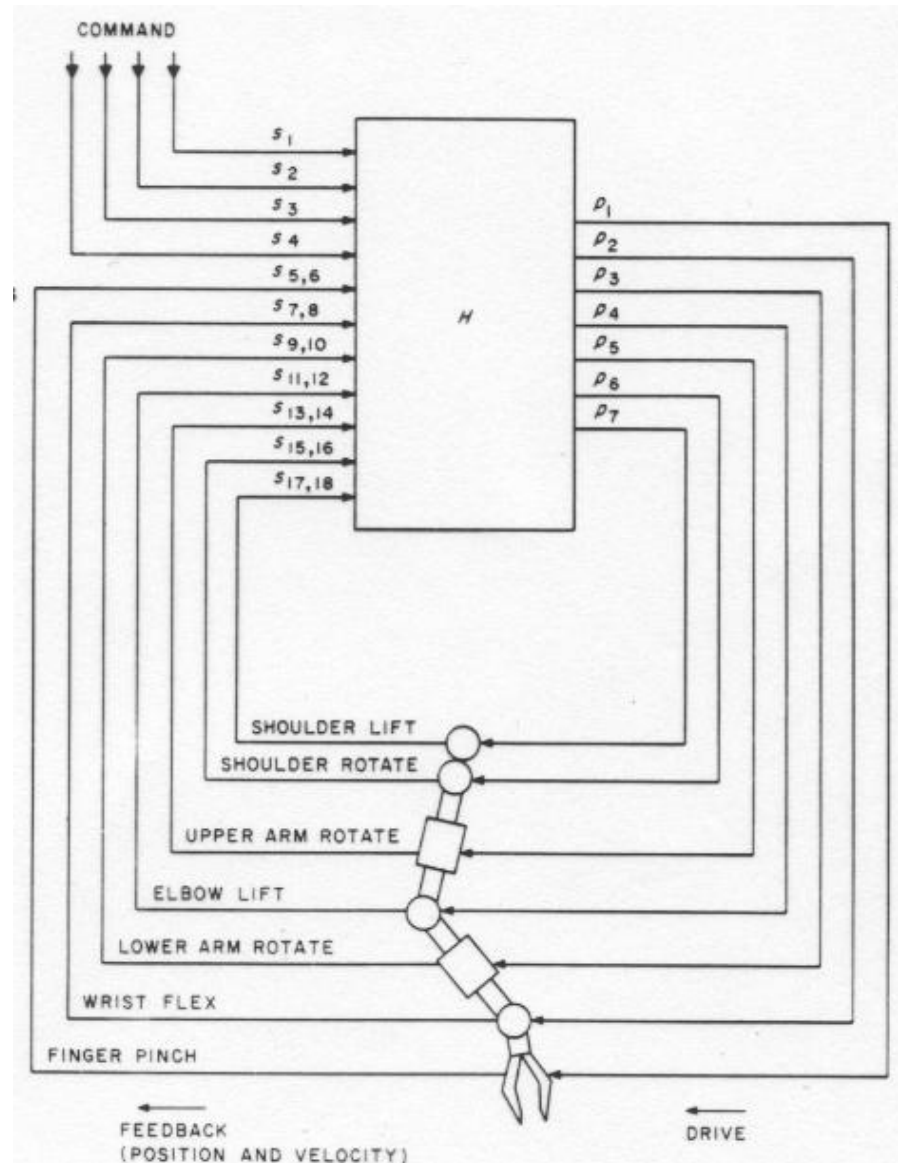 COMMAND
s1
s2
s3
s4
s5,6
s7,8
s9,10
s11,12
s13,14
s15,16
s17,18
H
p1
p2
p3
p4
p5
p6
p7
SHOULDER LIFT
SHOULDER ROTATE
UPPER ARM ROTATE
ELBOW LIFT
LOWER ARM ROTATE
WRIST FLEX
FINGER PINCH
FEEDBACK
(POSITION AND VELOCITY)
DRIVE